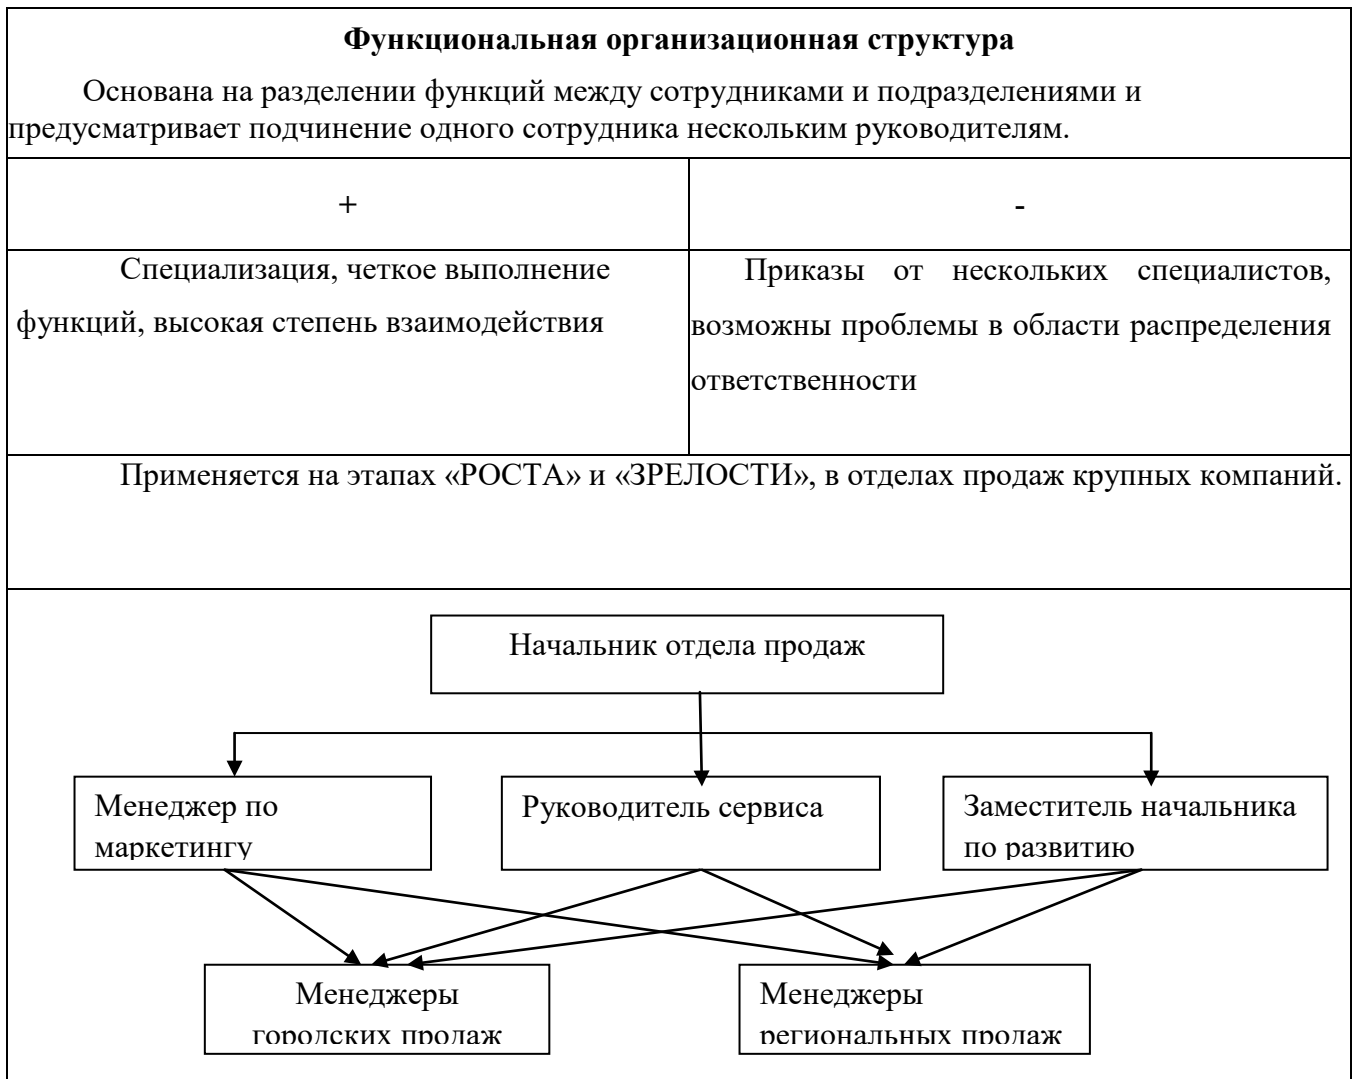 Функциональная организационная структура
Основана на разделении функций между сотрудниками и подразделениями и
предусматривает подчинение одного сотрудника нескольким руководителям.
+
-
Специализация, четкое выполнение
функций, высокая степень взаимодействия
Приказы от нескольких специалистов,
возможны проблемы в области распределения
ответственности
Применяется на этапах «РОСТА» и «ЗРЕЛОСТИ», в отделах продаж крупных компаний.
Начальник отдела продаж
Менеджер по
маркетингу
Руководитель сервиса
Заместитель начальника
по развитию
Менеджеры
городских продаж
Менеджеры
региональных продаж